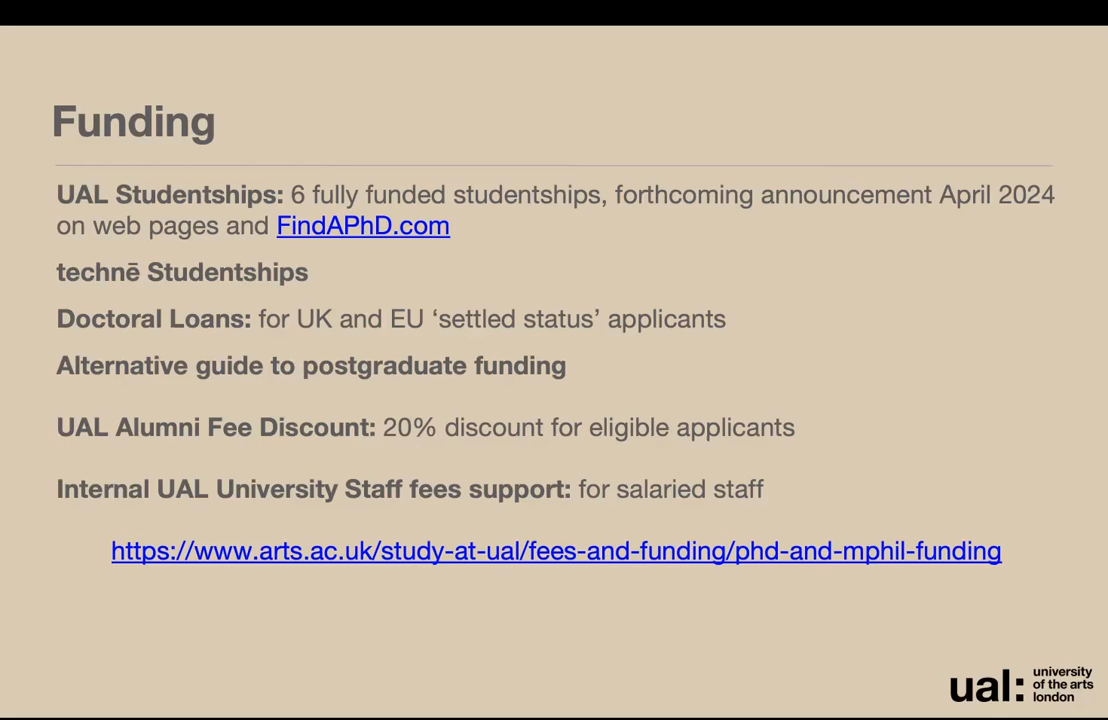 Funding
UAL Studentships: 6 fully funded studentships, forthcoming announcement April 2024
on web pages and FindAPhD.com
technē Studentships
Doctoral Loans: for UK and EU ‘settled status’ applicants
Alternative guide to postgraduate funding
UAL Alumni Fee Discount: 20% discount for eligible applicants
Internal UAL University Staff fees support: for salaried staff
https://www.arts.ac.uk/study-at-ual/fees-and-funding/phd-and-mphil-funding
ual:
university
of the arts
london